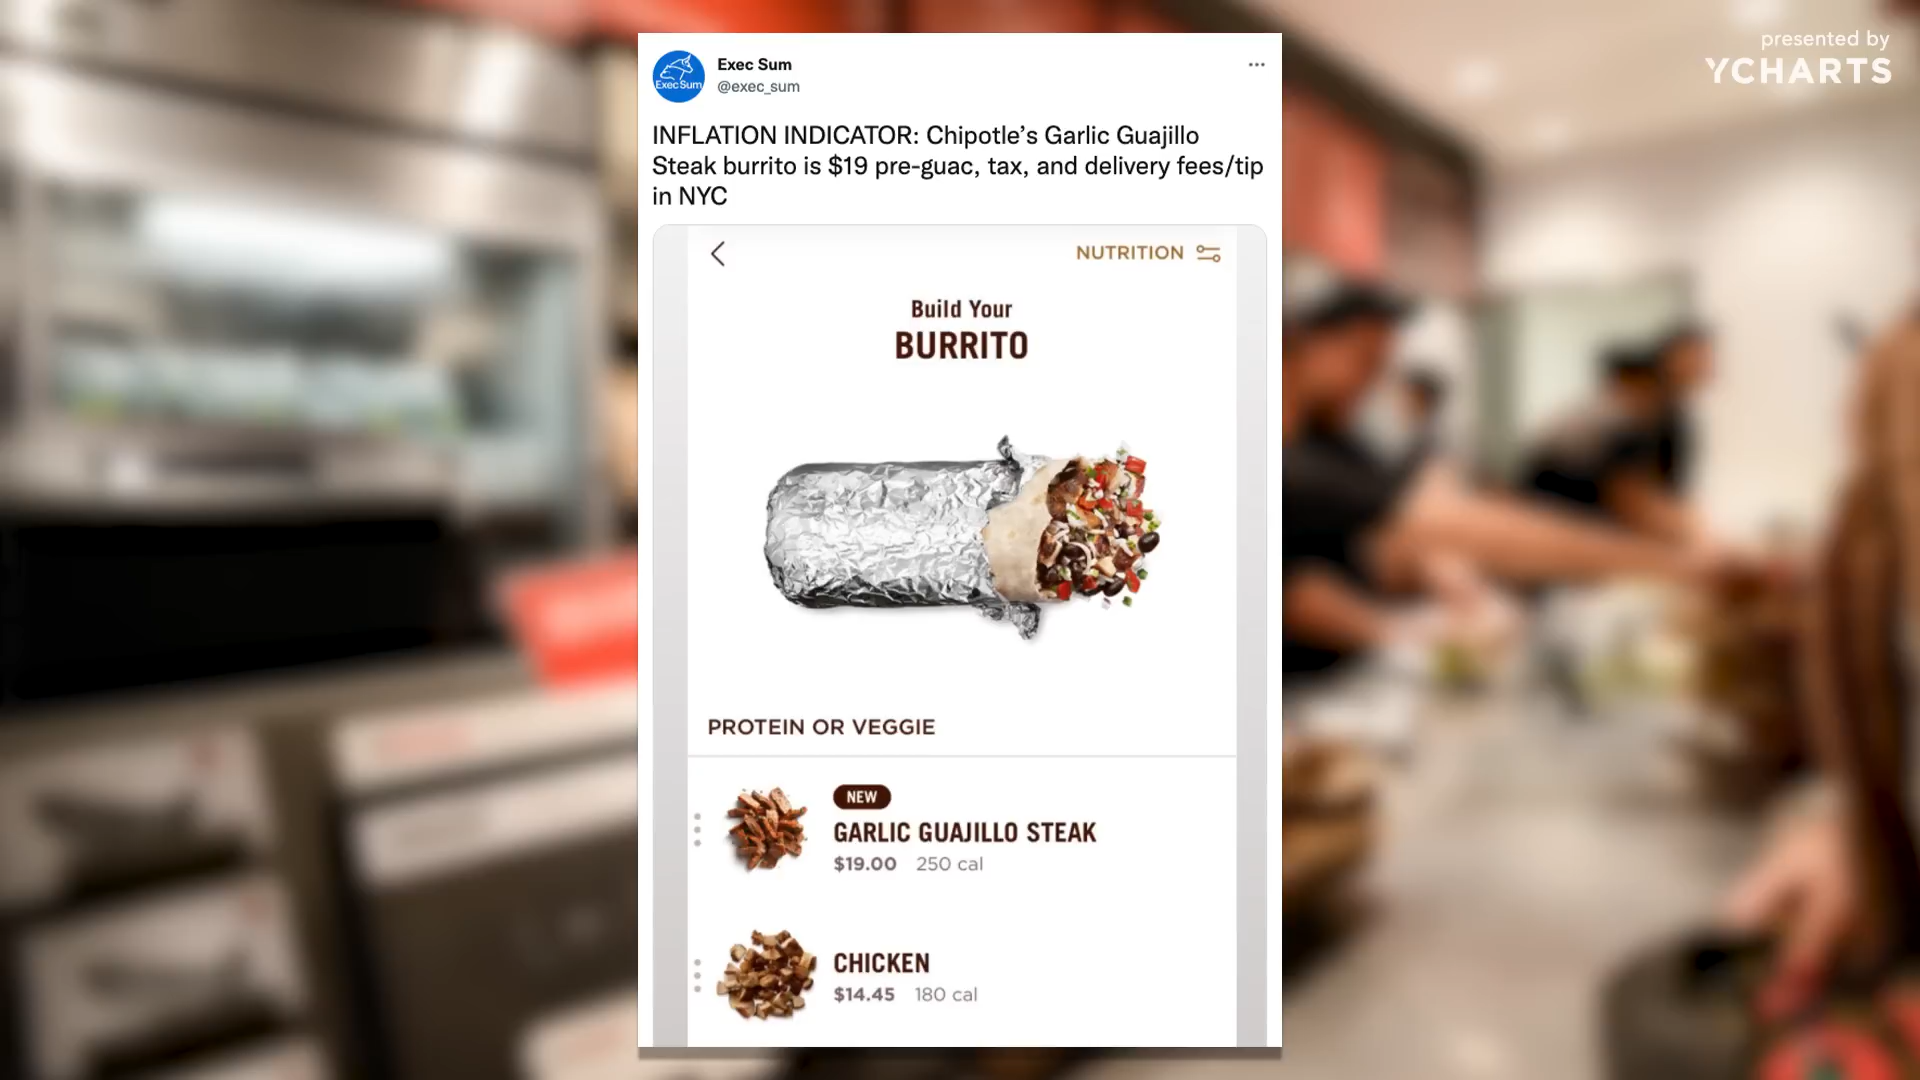 presented by
YCHARTS
Exec Sum
@exec_sum
Exec Sum
INFLATION INDICATOR: Chipotle’s Garlic Guajillo
Steak burrito is $19 pre-guac, tax, and delivery fees/tip
in NYC
NUTRITION
Build Your
BURRITO
PROTEIN OR VEGGIE
NEW
GARLIC GUAJILLO STEAK
$19.00 250 cal
CHICKEN
$14.45 180 cal